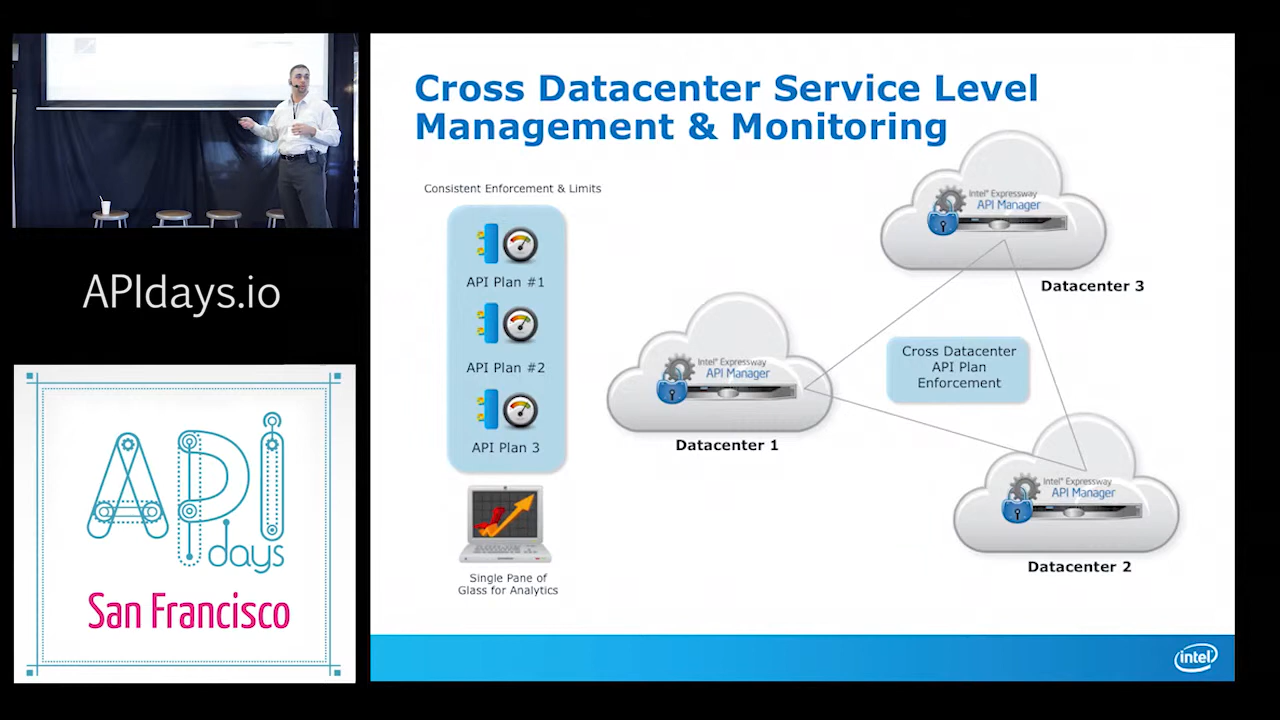 APIdays.io
API
days
San Francisco
Cross Datacenter Service Level
Management & Monitoring
Consistent Enforcement & Limits
API Plan #1
API Plan #2
API Plan 3
Single Pane of
Glass for Analytics
Intel® Expressway
API Manager
Datacenter 1
Intel® Expressway
API Manager
Datacenter 3
Cross Datacenter
API Plan
Enforcement
Intel® Expressway
API Manager
Datacenter 2
intel